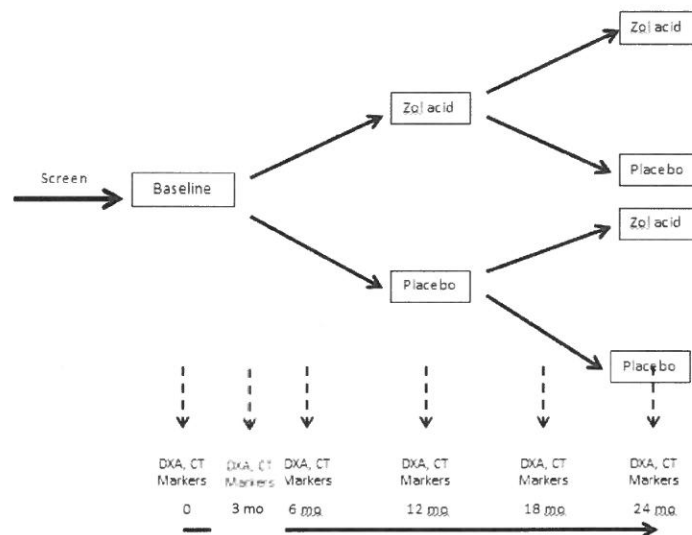 Zol acid
Zol acid
Screen
Baseline
Placebo
Zol acid
Placebo
Placebo
DXA, CT
Markers
0
DXA, CT
Markers
3 mo
DXA, CT
Markers
6 mo
DXA, CT
Markers
12 mo
DXA, CT
Markers
18 mo
DXA, CT
Markers
24 mo